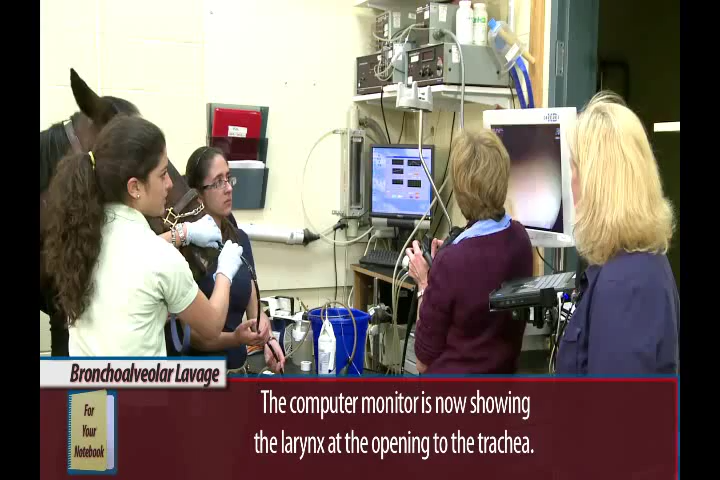 Bronchoalveolar Lavage
For
Your
Notebook
The computer monitor is now showing
the larynx at the opening to the trachea.